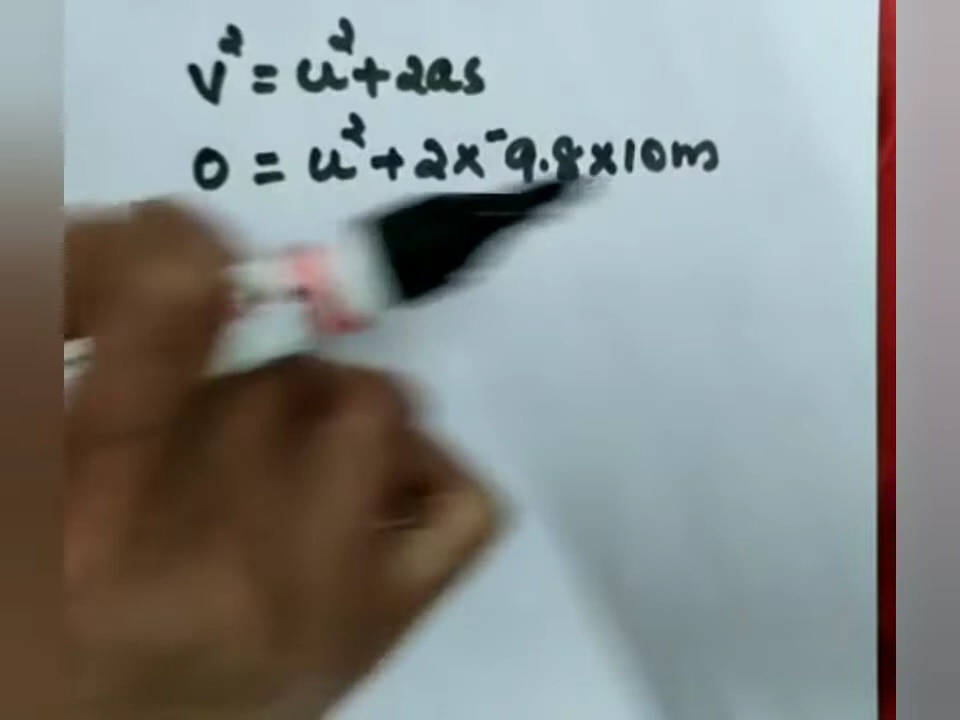 v² = u² + 2as
0 = u² + 2x⁻9.8x10m